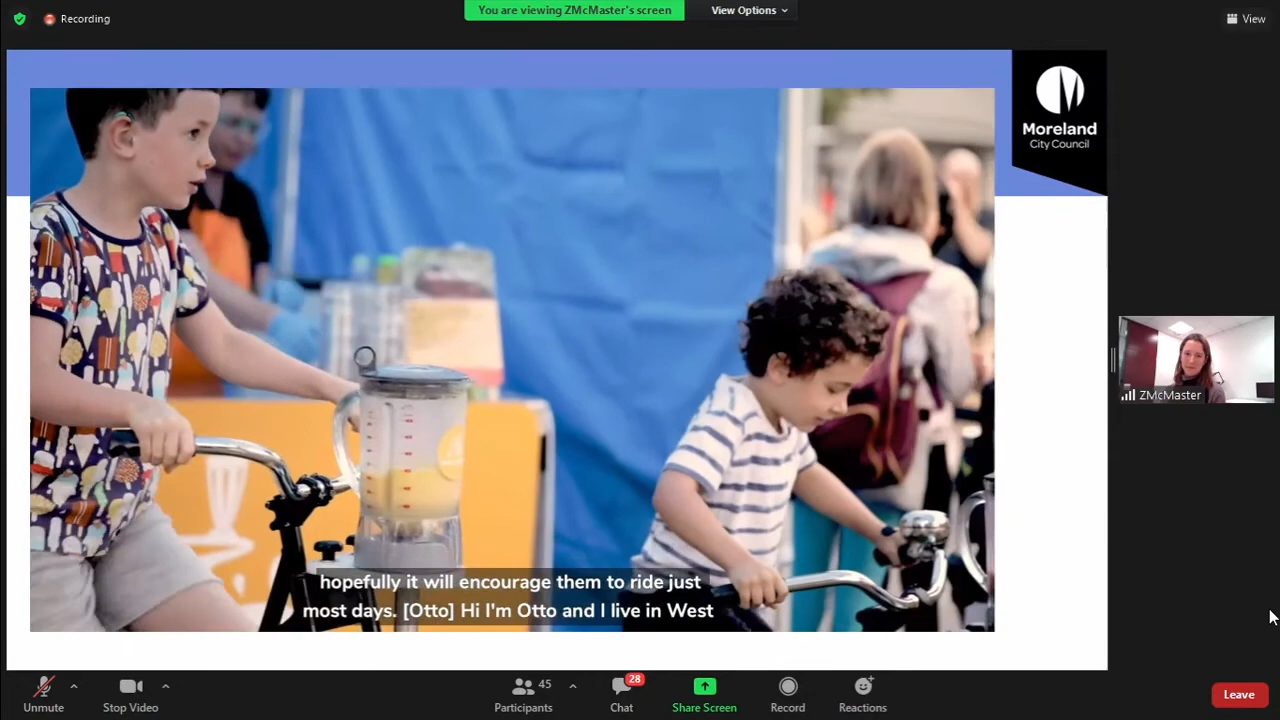 Recording
You are viewing ZMcMaster's screen
View Options
View
Moreland
City Council
ZMcMaster
hopefully it will encourage them to ride just
most days. [Otto] Hi I'm Otto and I live in West
Unmute
Stop Video
45
Participants
28
Chat
Share Screen
Record
Reactions
Leave